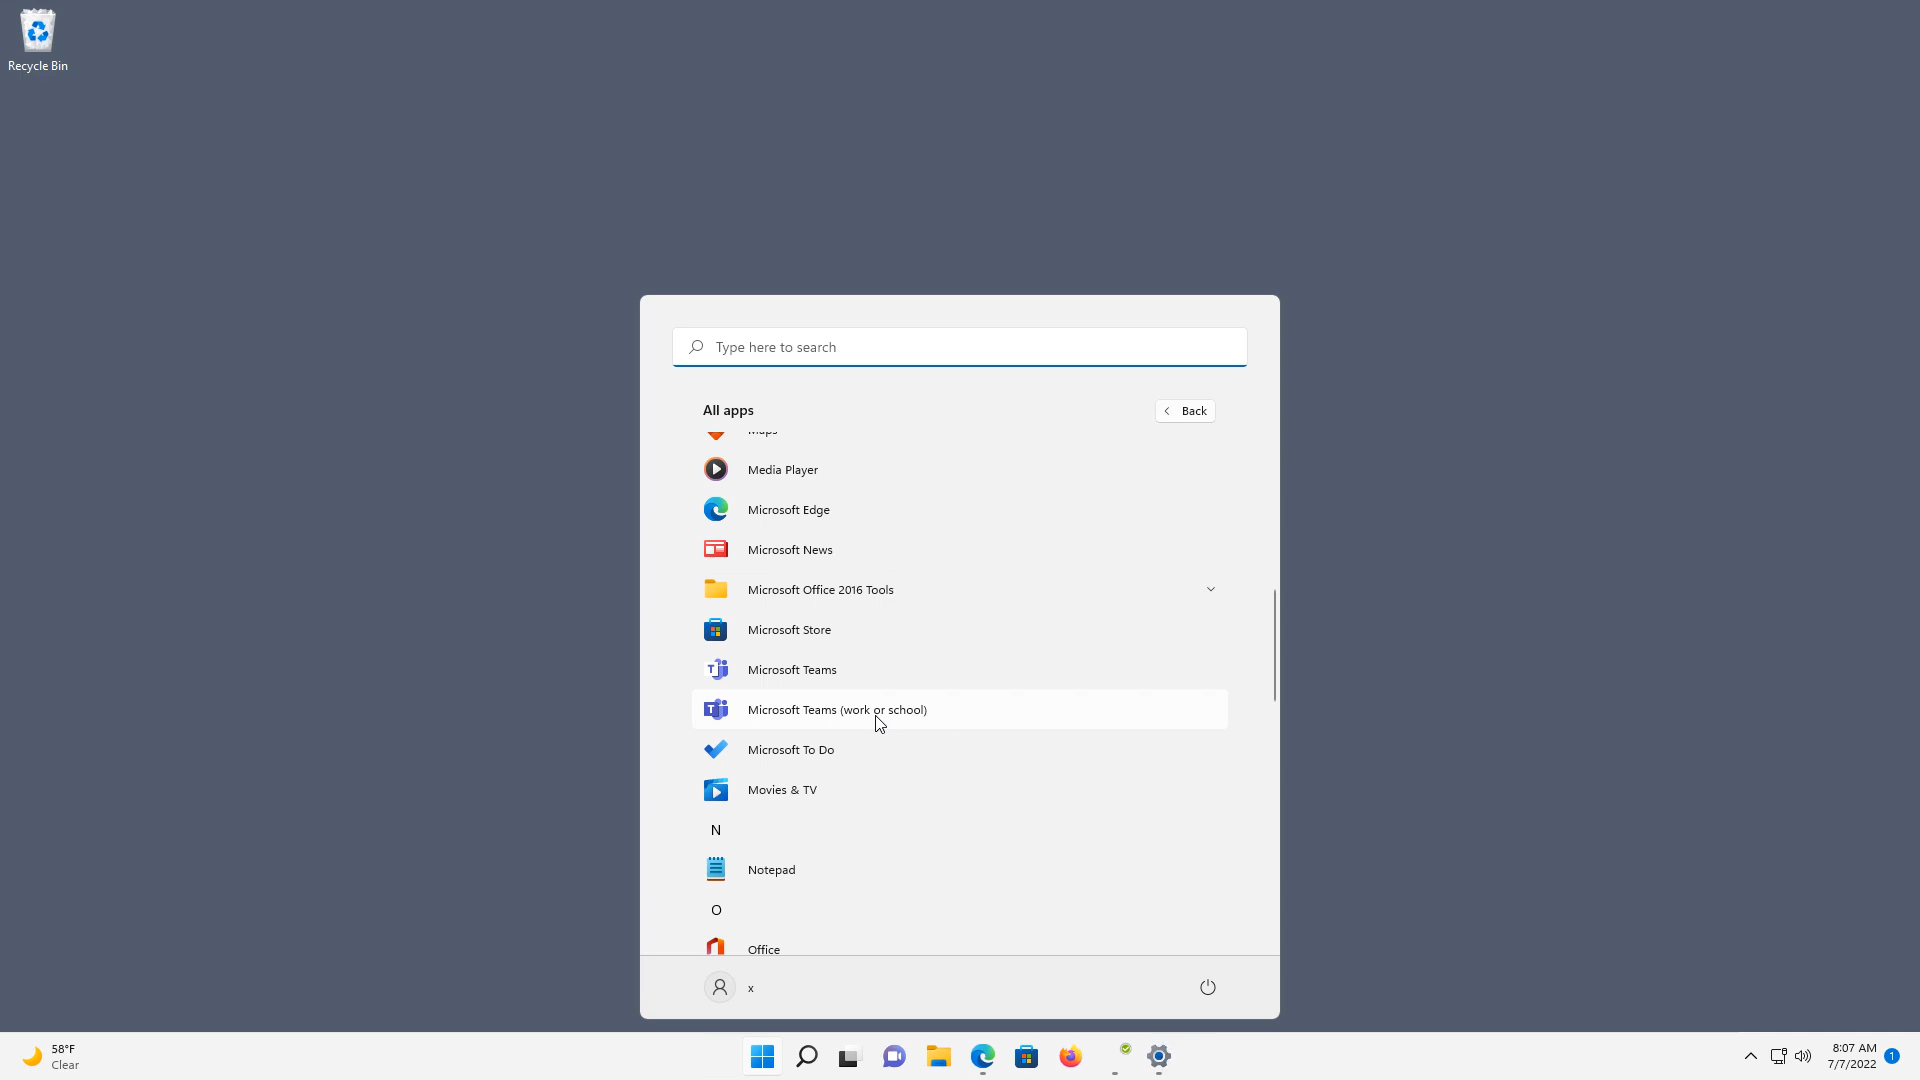 Recycle Bin
Type here to search
All apps
Back
Maps
Media Player
Microsoft Edge
Microsoft News
Microsoft Office 2016 Tools
Microsoft Store
Microsoft Teams
Microsoft Teams (work or school)
Microsoft To Do
Movies & TV
N
Notepad
O
Office
x
58°F
Clear
8:07 AM
7/7/2022
1